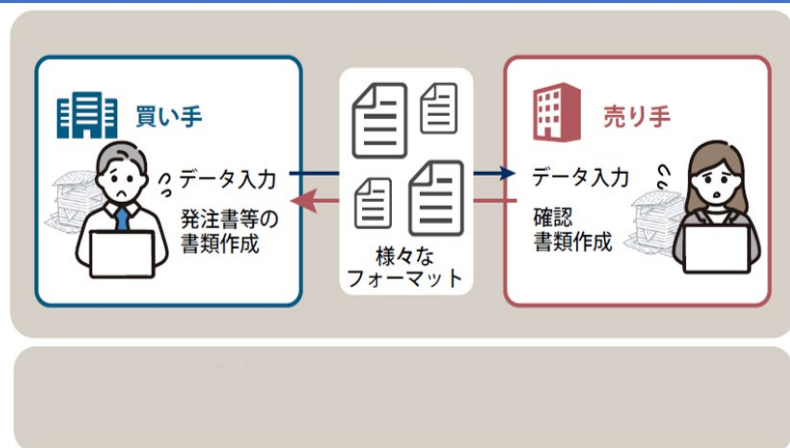 買い手
データ入力
発注書等の
書類作成
様々な
フォーマット
売り手
データ入力
確認
書類作成